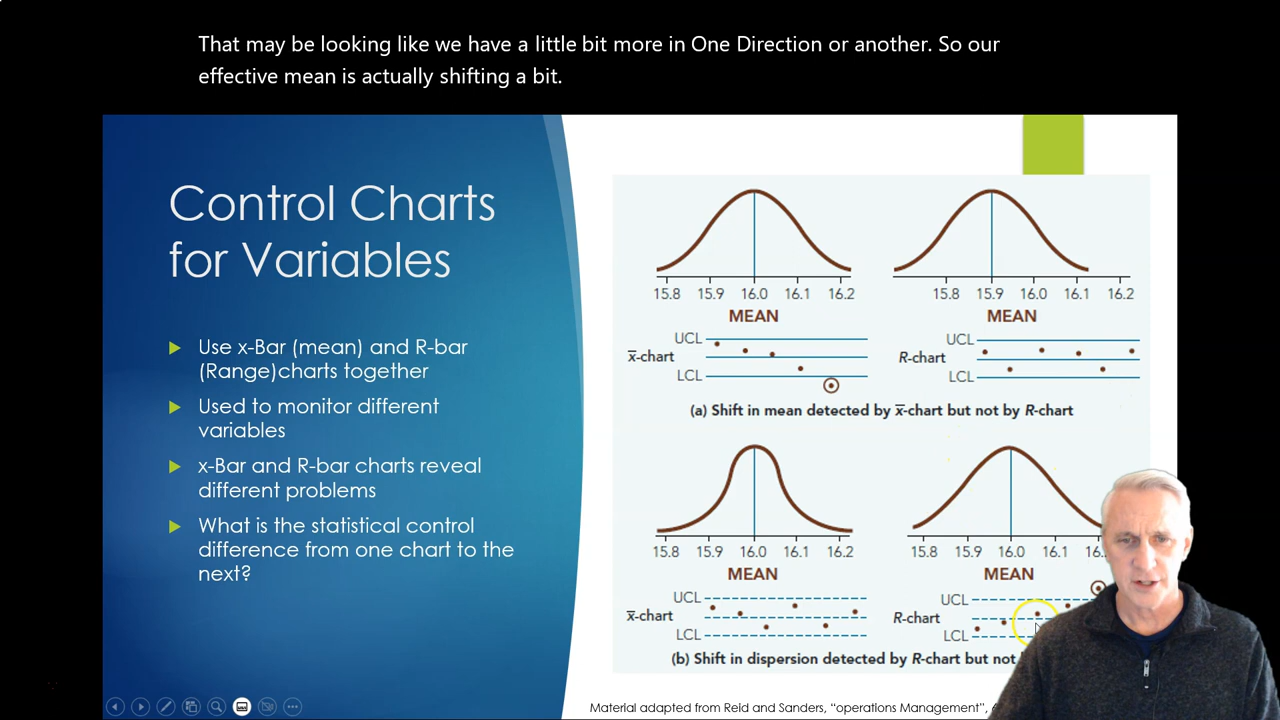 That may be looking like we have a little bit more in One Direction or another. So our
effective mean is actually shifting a bit.
Control Charts
for Variables
Use x-Bar (mean) and R-bar
(Range)charts together
Used to monitor different
variables
x-Bar and R-bar charts reveal
different problems
What is the statistical control
difference from one chart to the
next?
15.8 15.9 16.0 16.1 16.2
MEAN
UCL
x̅-chart
LCL
15.8 15.9 16.0 16.1 16.2
MEAN
UCL
R-chart
LCL
(a) Shift in mean detected by x̅-chart but not by R-chart
15.8 15.9 16.0 16.1 16.2
MEAN
UCL
x̅-chart
LCL
15.8 15.9 16.0 16.1
MEAN
UCL
R-chart
LCL
(b) Shift in dispersion detected by R-chart but not
Material adapted from Reid and Sanders, “operations Management”,